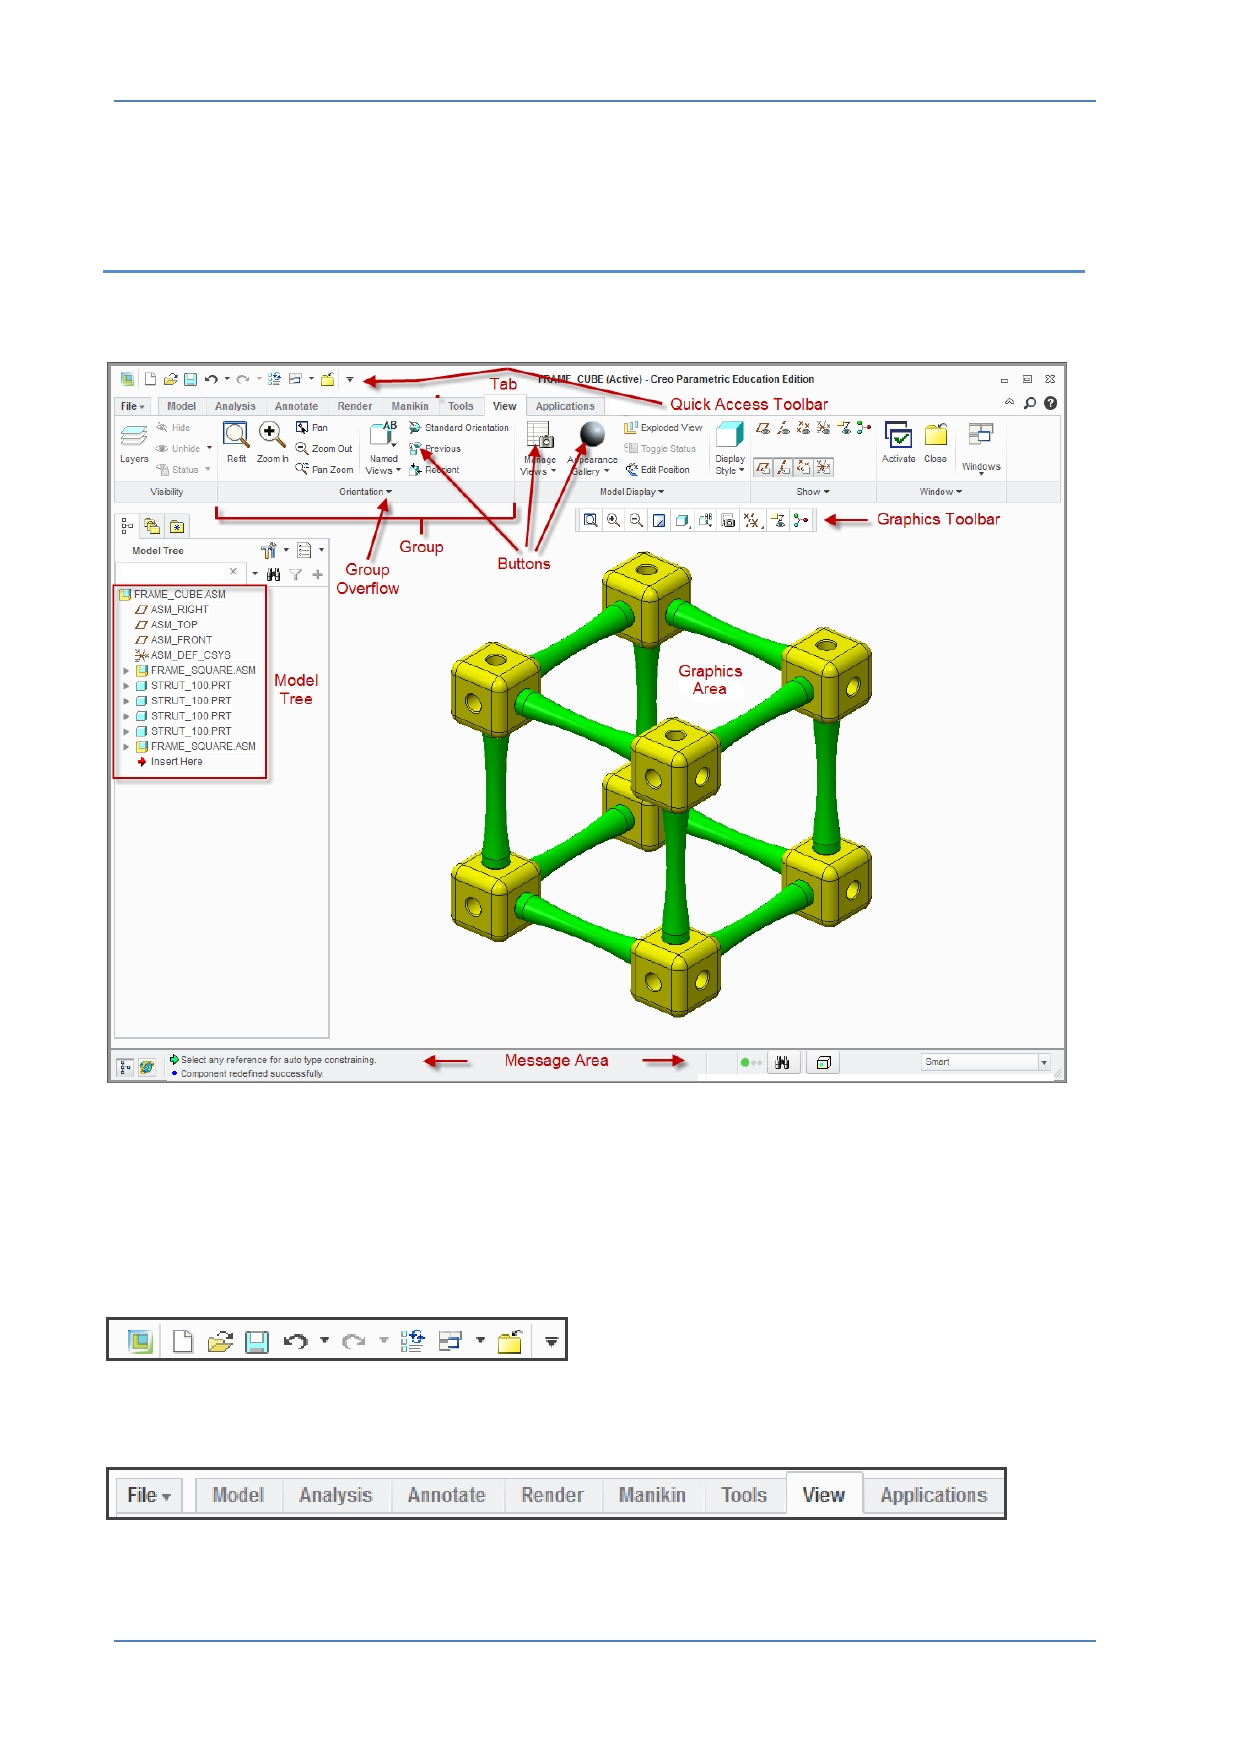 Tab
FRAME_CUBE (Active) - Creo Parametric Education Edition
Quick Access Toolbar
File Model Analysis Annotate Render Manikin Tools View Applications
Layers
Hide
Unhide
Status
Visibility
Refit
Zoom In
Pan
Zoom Out
Pan Zoom
Named
Views
Standard Orientation
Previous
Reorient
Orientation
Manage
Views
Appearance
Gallery
Exploded View
Toggle Status
Edit Position
Model Display
Display
Style
Show
Activate
Close
Windows
Window
Graphics Toolbar
Group
Group
Overflow
Buttons
Model Tree
FRAME_CUBE.ASM
ASM_RIGHT
ASM_TOP
ASM_FRONT
ASM_DEF_CSYS
FRAME_SQUARE.ASM
STRUT_100.PRT
STRUT_100.PRT
STRUT_100.PRT
STRUT_100.PRT
FRAME_SQUARE.ASM
Insert Here
Model
Tree
Graphics
Area
Select any reference for auto type constraining.
Component redefined successfully.
Message Area
Smart
File Model Analysis Annotate Render Manikin Tools View Applications